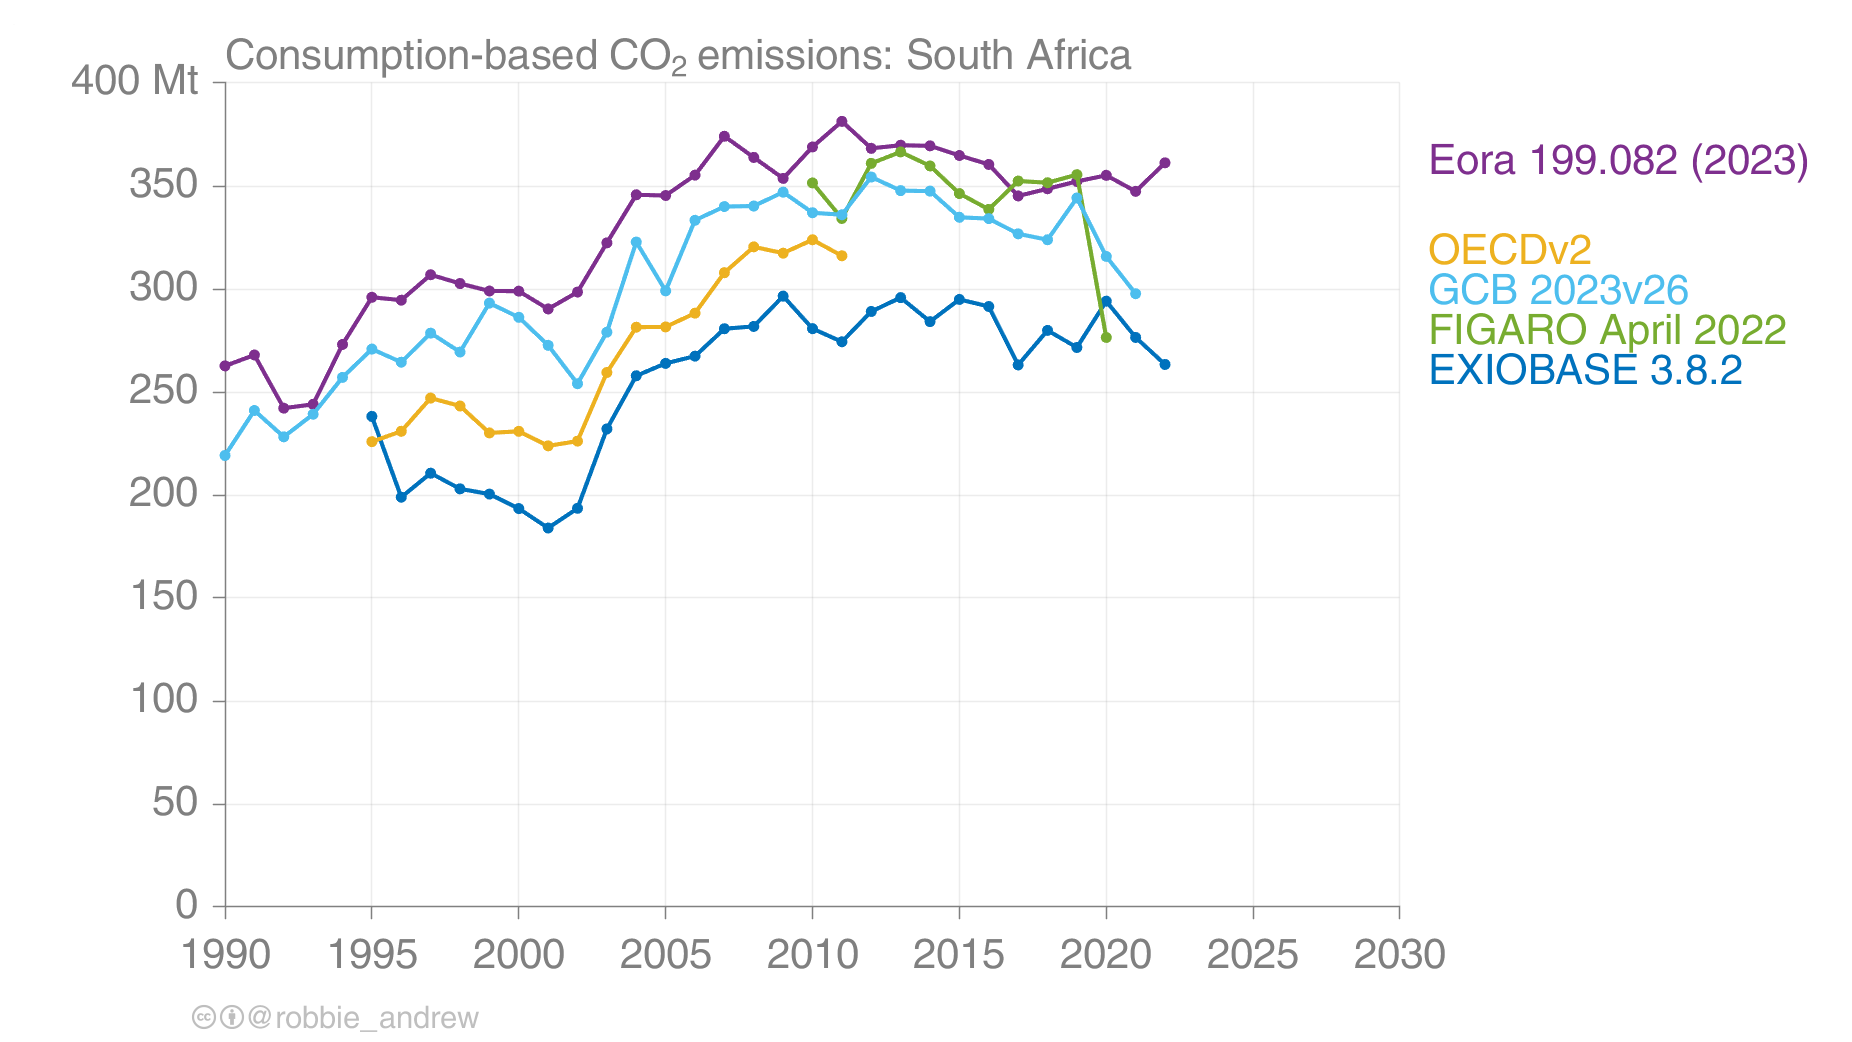 Consumption-based CO₂ emissions: South Africa
400 Mt
350
300
250
200
150
100
50
0
1990 1995 2000 2005 2010 2015 2020 2025 2030
Eora 199.082 (2023)
OECDv2
GCB 2023v26
FIGARO April 2022
EXIOBASE 3.8.2
cc @robbie_andrew